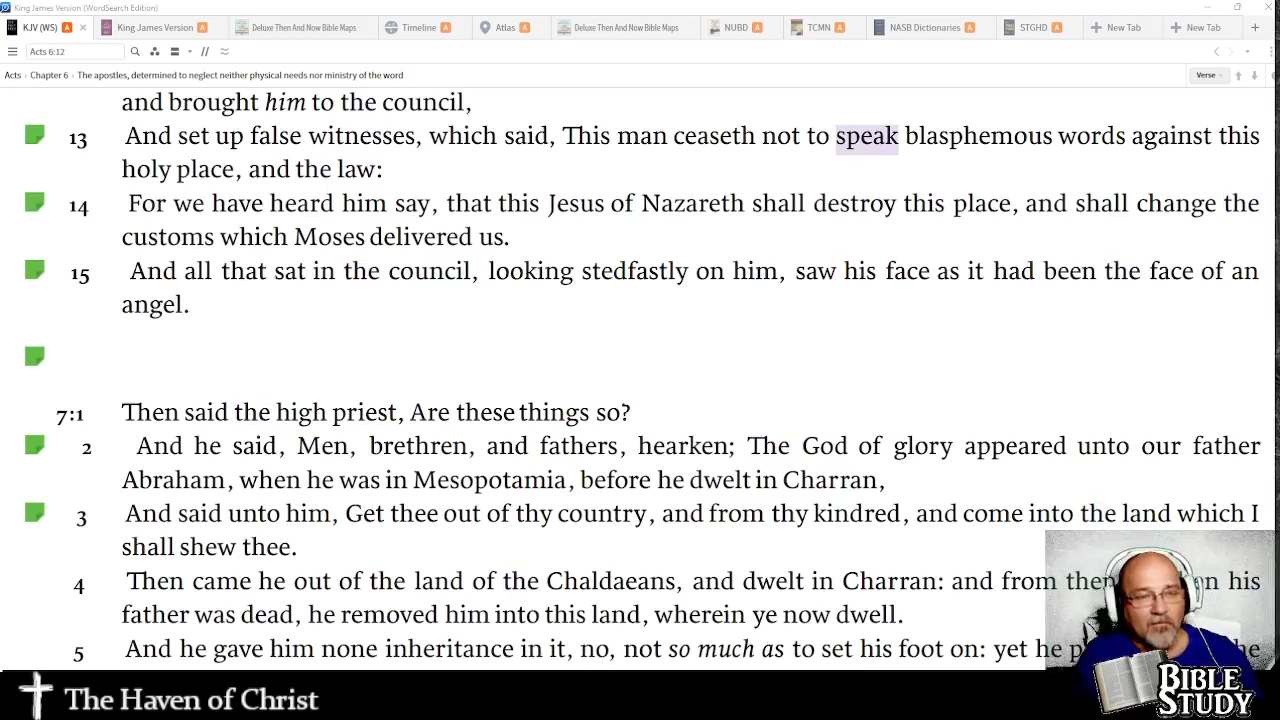 King James Version (WordSearch Edition)
KJV (WS) A × King James Version A Deluxe Then And Now Bible Maps Timeline A Atlas A Deluxe Then And Now Bible Maps NUBD A TCMN A NASB Dictionaries A STGHD A New Tab New Tab
Acts 6:12
Acts › Chapter 6 › The apostles, determined to neglect neither physical needs nor ministry of the word Verse
and brought him to the council,
13 And set up false witnesses, which said, This man ceaseth not to speak blasphemous words against this
holy place, and the law:
14 For we have heard him say, that this Jesus of Nazareth shall destroy this place, and shall change the
customs which Moses delivered us.
15 And all that sat in the council, looking stedfastly on him, saw his face as it had been the face of an
angel.
7:1 Then said the high priest, Are these things so?
2 And he said, Men, brethren, and fathers, hearken; The God of glory appeared unto our father
Abraham, when he was in Mesopotamia, before he dwelt in Charran,
3 And said unto him, Get thee out of thy country, and from thy kindred, and come into the land which I
shall shew thee.
4 Then came he out of the land of the Chaldaeans, and dwelt in Charran: and from his
father was dead, he removed him into this land, wherein ye now dwell.
5 And he gave him none inheritance in it, no, not so much as to set his foot on: yet he
The Haven of Christ
BIBLE
STUDY